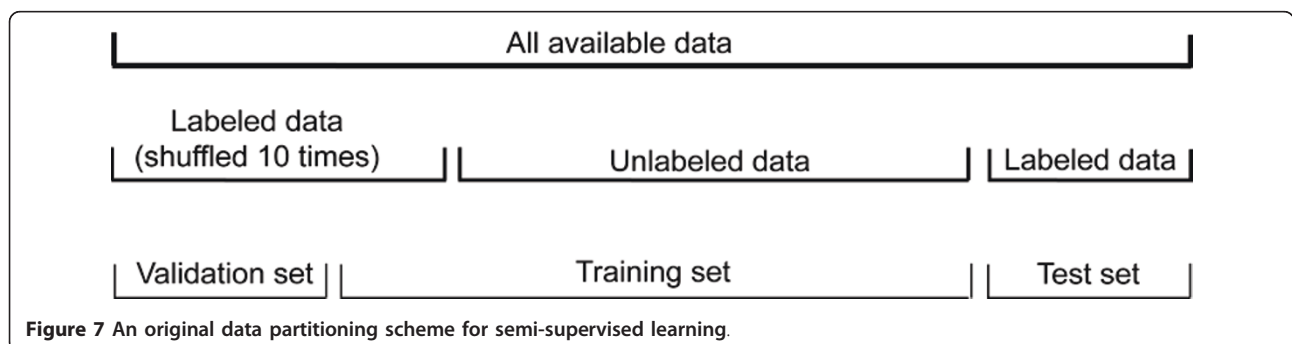 All available data
Labeled data
(shuffled 10 times)
Unlabeled data
Labeled data
Validation set
Training set
Test set
Figure 7 An original data partitioning scheme for semi-supervised learning.